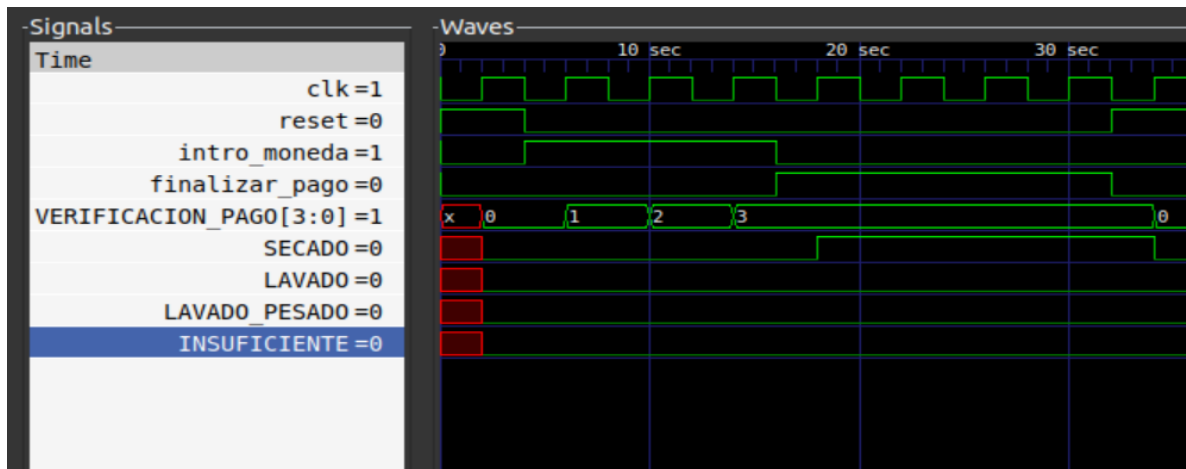 Signals Waves
Time 0 10 sec 20 sec 30 sec
clk =1
reset =0
intro_moneda =1
finalizar_pago =0
VERIFICACION_PAGO[3:0] =1 x 0 1 2 3 0
SECADO =0
LAVADO =0
LAVADO_PESADO =0
INSUFICIENTE =0